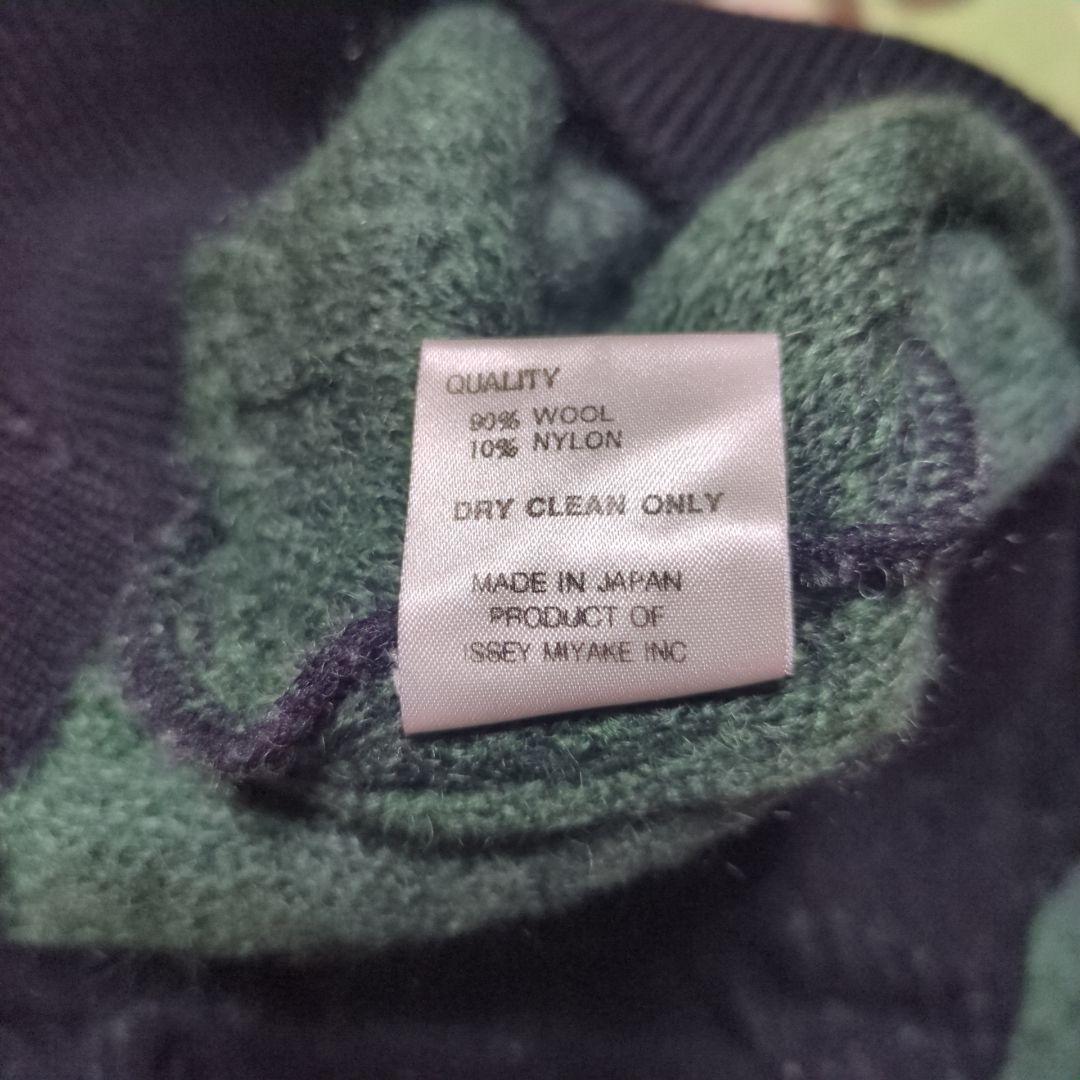 QUALITY
90% WOOL
10% NYLON
DRY CLEAN ONLY
MADE IN JAPAN
PRODUCT OF
ISSEY MIYAKE INC